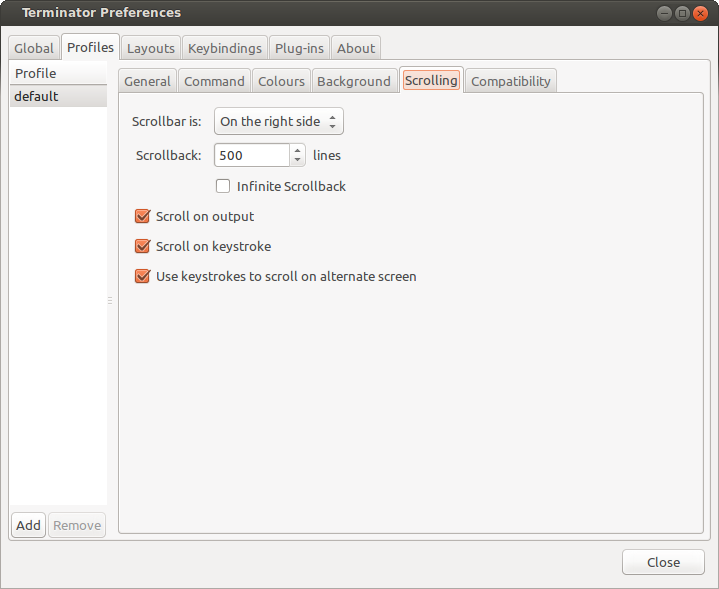 Terminator Preferences
Global Profiles Layouts Keybindings Plug-ins About
Profile
default
General Command Colours Background Scrolling Compatibility
Scrollbar is: On the right side
Scrollback: 500 lines
Infinite Scrollback
Scroll on output
Scroll on keystroke
Use keystrokes to scroll on alternate screen
Add Remove
Close